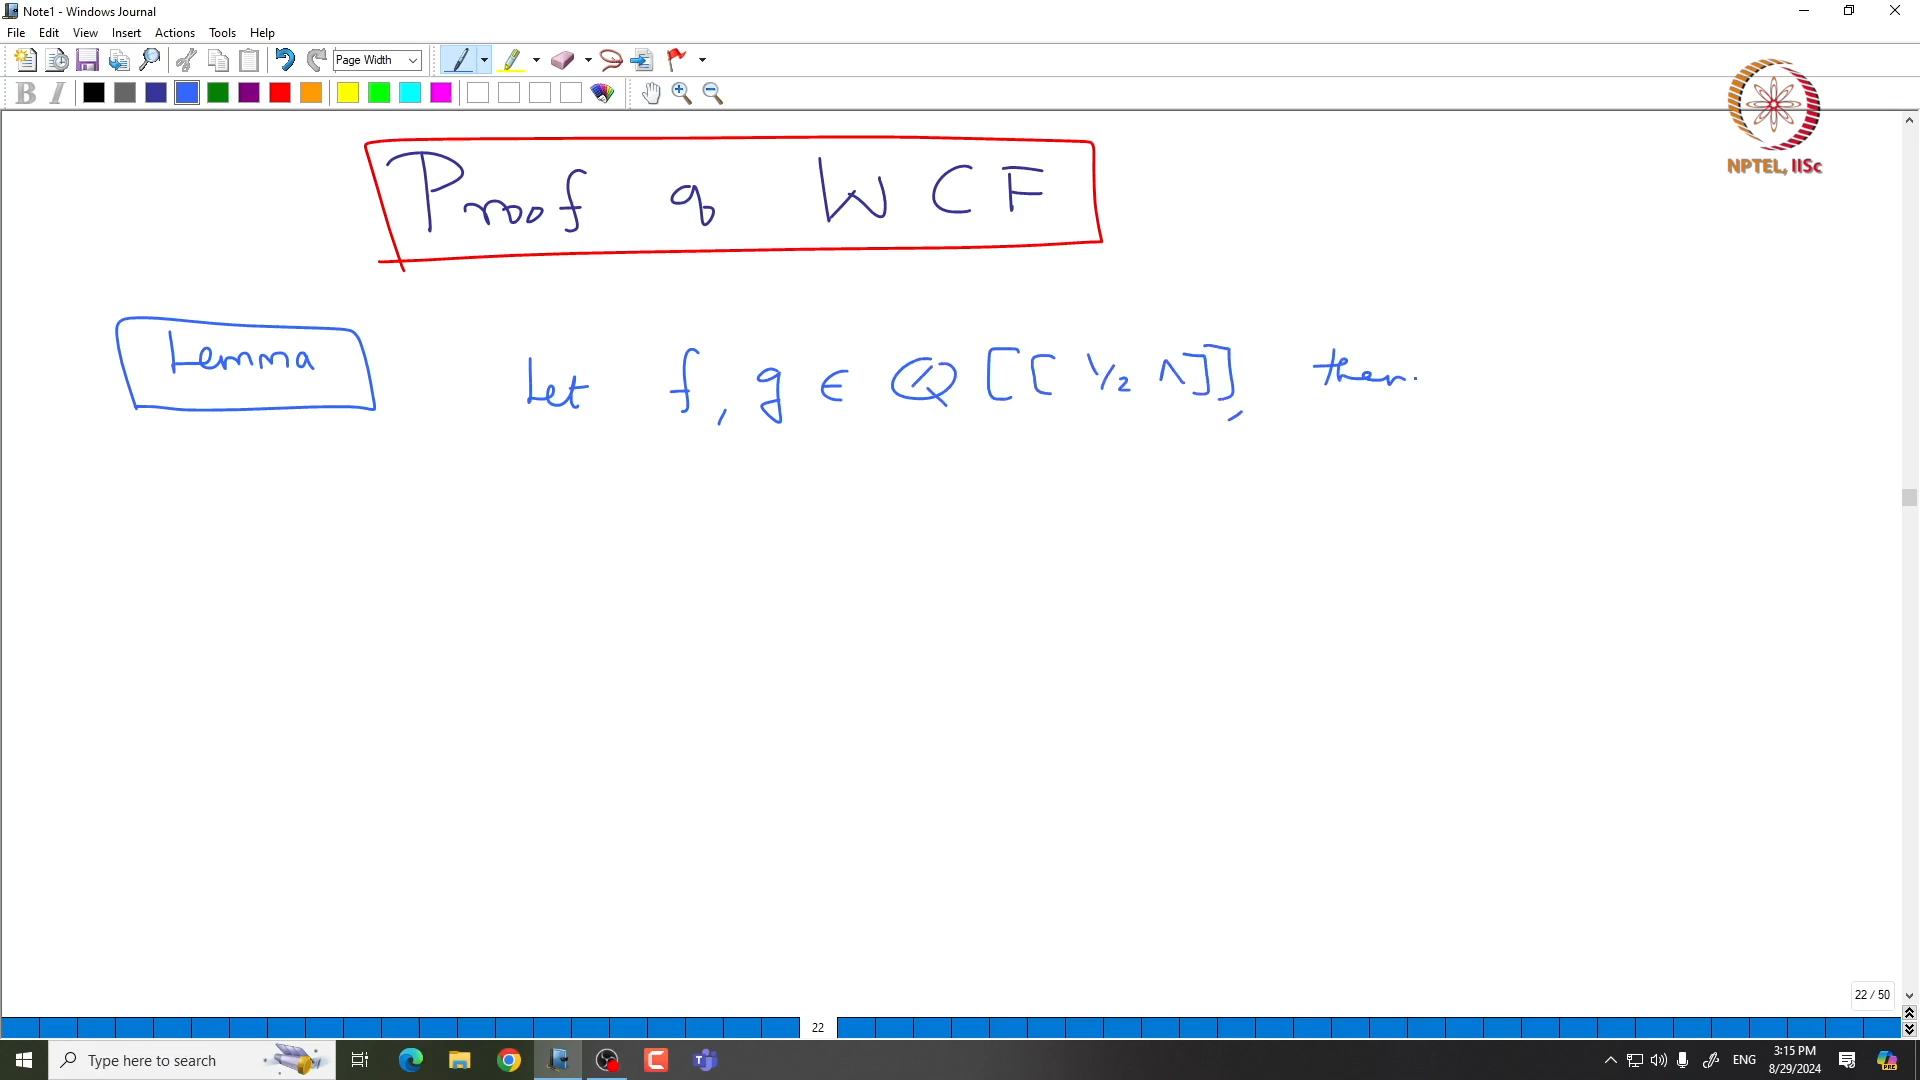 Note1 - Windows Journal
File Edit View Insert Actions Tools Help
Page Width
B I
NPTEL, IISc
Proof of WCF
Lemma
Let f, g ∈ Q [[ 1/2 Λ ]], then.
22 / 50
22
Type here to search
ENG
3:15 PM
8/29/2024